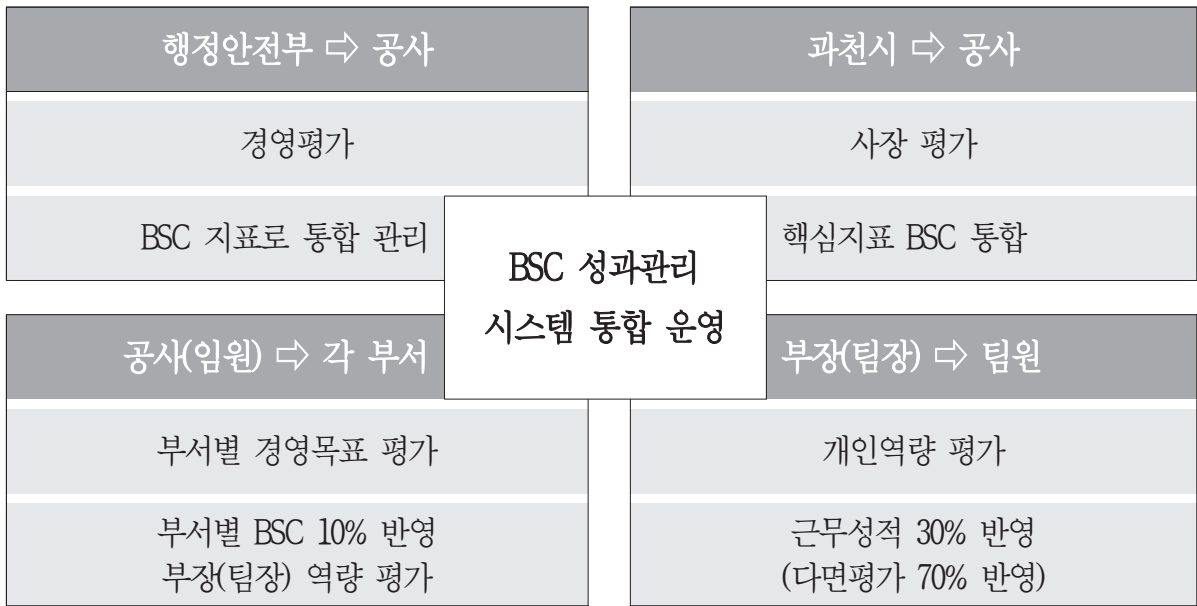 행정안전부 ⇨ 공사
경영평가
BSC 지표로 통합 관리
과천시 ⇨ 공사
사장 평가
핵심지표 BSC 통합
BSC 성과관리
시스템 통합 운영
공사(임원) ⇨ 각 부서
부서별 경영목표 평가
부서별 BSC 10% 반영
부장(팀장) 역량 평가
부장(팀장) ⇨ 팀원
개인역량 평가
근무성적 30% 반영
(다면평가 70% 반영)